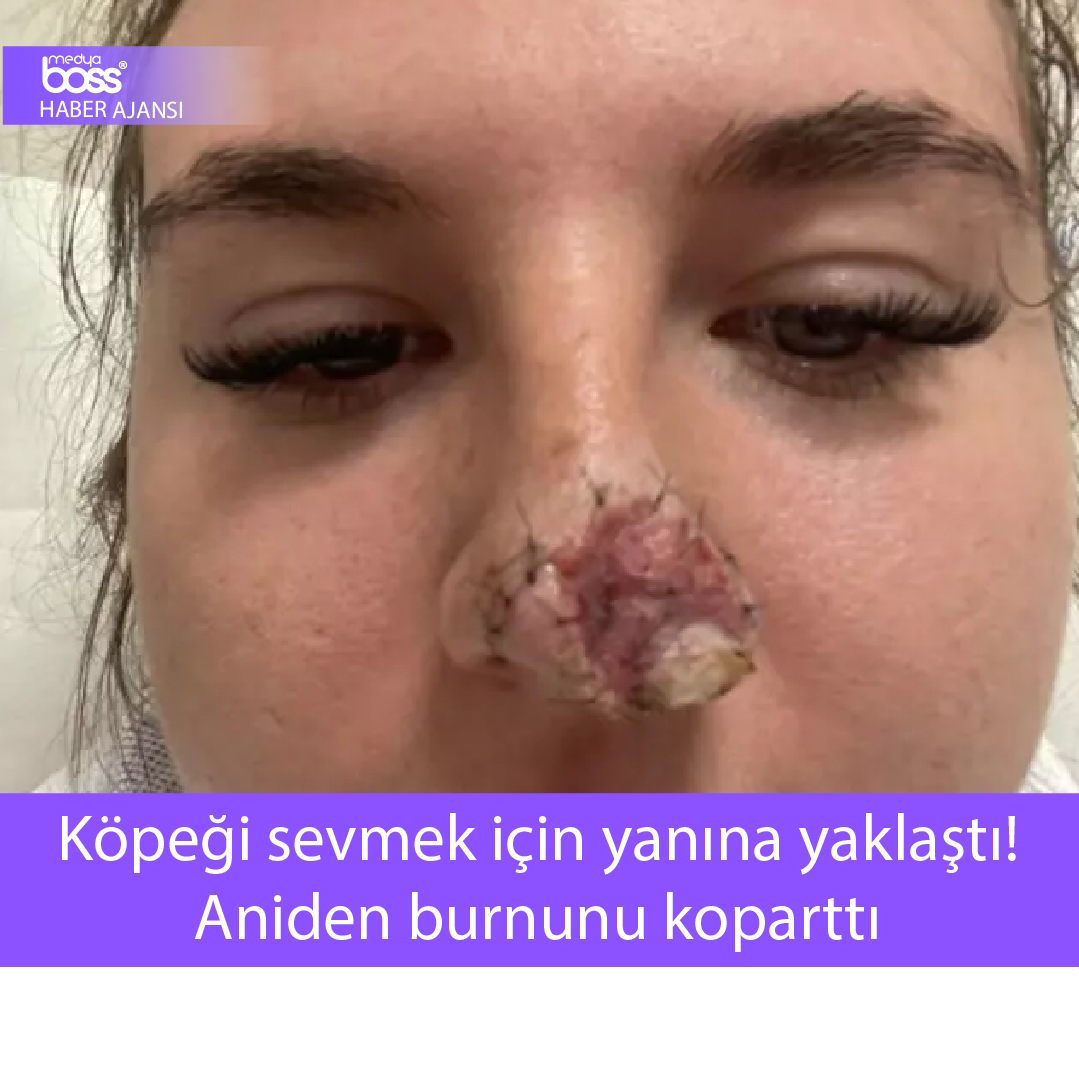 medya
boss®
HABER AJANSI
Köpeği sevmek için yanına yaklaştı!
Aniden burnunu koparttı